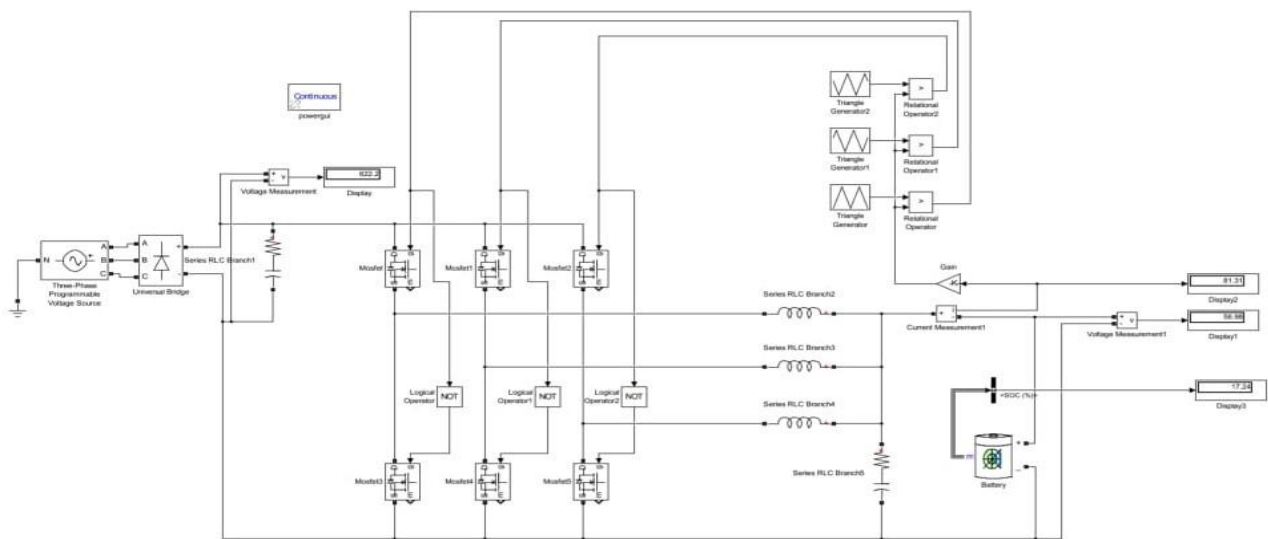 Continuous
powergui
Triangle
Generator2
>
Relational
Operator2
Triangle
Generator1
>
Relational
Operator1
Triangle
Generator
>
Relational
Operator
+
-
v
Voltage Measurement
622.2
Display
N
A
B
C
Three-Phase
Programmable
Voltage Source
A
B
C
+
-
Universal Bridge
Series RLC Branch1
Mosfet
Mosfet1
Mosfet2
Gain
81.31
Display2
Series RLC Branch2
+
i
-
Current Measurement1
+
-
v
Voltage Measurement1
Display1
Series RLC Branch3
Logical
Operator
NOT
Logical
Operator1
NOT
Logical
Operator2
NOT
Series RLC Branch4
<SOC (%)>
17.24
Display3
Mosfet3
Mosfet4
Mosfet5
Series RLC Branch5
m
+
_
Battery